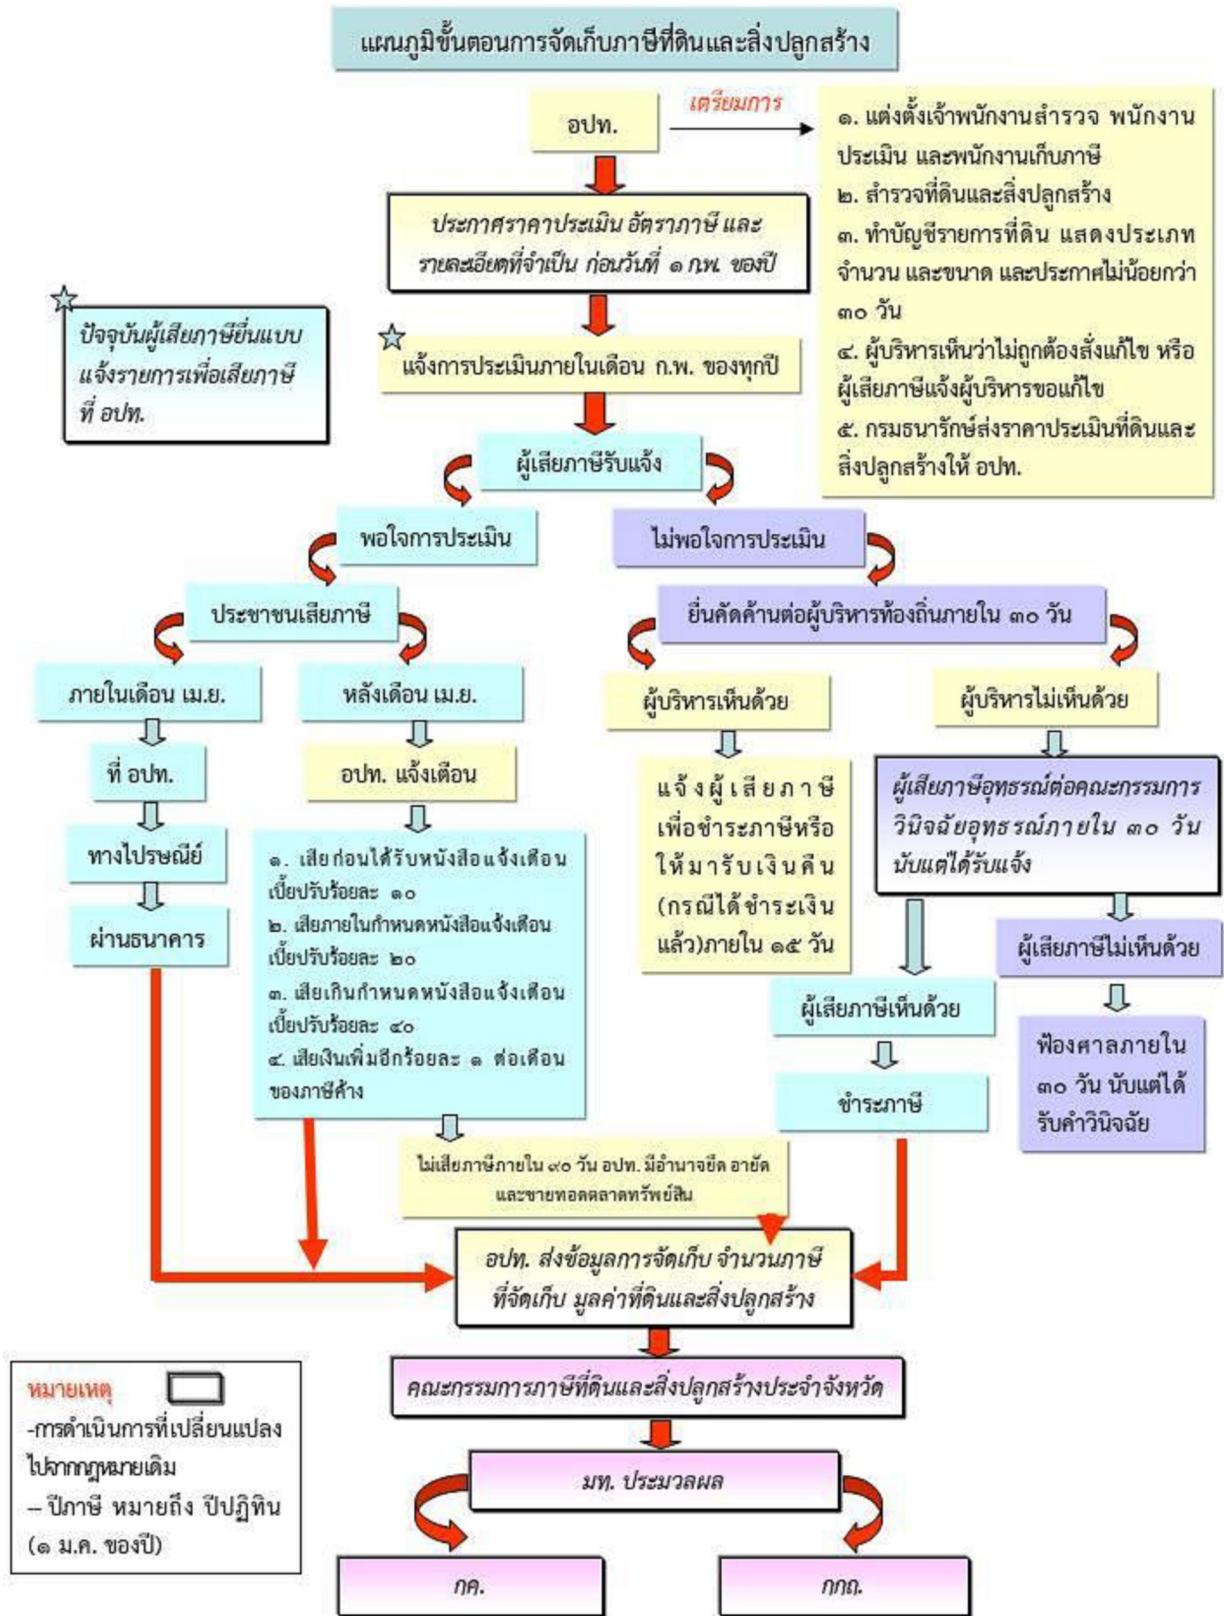 แผนภูมิขั้นตอนการจัดเก็บภาษีที่ดินและสิ่งปลูกสร้าง
อปท.
เตรียมการ
๑. แต่งตั้งเจ้าพนักงานสำรวจ พนักงาน
ประเมิน และพนักงานเก็บภาษี
๒. สำรวจที่ดินและสิ่งปลูกสร้าง
๓. ทำบัญชีรายการที่ดิน แสดงประเภท
จำนวน และขนาด และประกาศไม่น้อยกว่า
๓๐ วัน
๔. ผู้บริหารเห็นว่าไม่ถูกต้องสั่งแก้ไข หรือ
ผู้เสียภาษีแจ้งผู้บริหารขอแก้ไข
๕. กรมธนารักษ์ส่งราคาประเมินที่ดินและ
สิ่งปลูกสร้างให้ อปท.
ประกาศราคาประเมิน อัตราภาษี และ
รายละเอียดที่จำเป็น ก่อนวันที่ ๑ ก.พ. ของปี
ปัจจุบันผู้เสียภาษียื่นแบบ
แจ้งรายการเพื่อเสียภาษี
ที่ อปท.
แจ้งการประเมินภายในเดือน ก.พ. ของทุกปี
ผู้เสียภาษีรับแจ้ง
พอใจการประเมิน
ไม่พอใจการประเมิน
ประชาชนเสียภาษี
ยื่นคัดค้านต่อผู้บริหารท้องถิ่นภายใน ๓๐ วัน
ภายในเดือน เม.ย.
หลังเดือน เม.ย.
ผู้บริหารเห็นด้วย
ผู้บริหารไม่เห็นด้วย
ที่ อปท.
อปท. แจ้งเตือน
แจ้งผู้เสียภาษี
เพื่อชำระภาษีหรือ
ให้มารับเงินคืน
(กรณีได้ชำระเงิน
แล้ว)ภายใน ๑๕ วัน
ผู้เสียภาษีอุทธรณ์ต่อคณะกรรมการ
วินิจฉัยอุทธรณ์ภายใน ๓๐ วัน
นับแต่ได้รับแจ้ง
ทางไปรษณีย์
ผ่านธนาคาร
๑. เสียก่อนได้รับหนังสือแจ้งเตือน
เบี้ยปรับร้อยละ ๑๐
๒. เสียภายในกำหนดหนังสือแจ้งเตือน
เบี้ยปรับร้อยละ ๒๐
๓. เสียเกินกำหนดหนังสือแจ้งเตือน
เบี้ยปรับร้อยละ ๔๐
๔. เสียเงินเพิ่มอีกร้อยละ ๑ ต่อเดือน
ของภาษีค้าง
ผู้เสียภาษีไม่เห็นด้วย
ผู้เสียภาษีเห็นด้วย
ฟ้องศาลภายใน
๓๐ วัน นับแต่ได้
รับคำวินิจฉัย
ชำระภาษี
ไม่เสียภาษีภายใน ๙๐ วัน อปท. มีอำนาจยึด อายัด
และขายทอดตลาดทรัพย์สิน
อปท. ส่งข้อมูลการจัดเก็บ จำนวนภาษี
ที่จัดเก็บ มูลค่าที่ดินและสิ่งปลูกสร้าง
คณะกรรมการภาษีที่ดินและสิ่งปลูกสร้างประจำจังหวัด
มท. ประมวลผล
กค.
กกถ.
หมายเหตุ
-การดำเนินการที่เปลี่ยนแปลง
ไปจากกฎหมายเดิม
– ปีภาษี หมายถึง ปีปฏิทิน
(๑ ม.ค. ของปี)